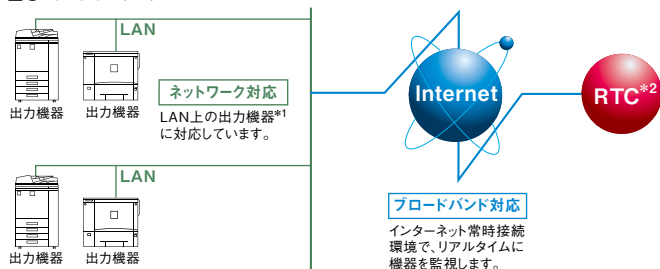 LAN
出力機器
出力機器
ネットワーク対応
LAN上の出力機器*1
に対応しています。
Internet
RTC*2
LAN
出力機器
出力機器
ブロードバンド対応
インターネット常時接続
環境で、リアルタイムに
機器を監視します。